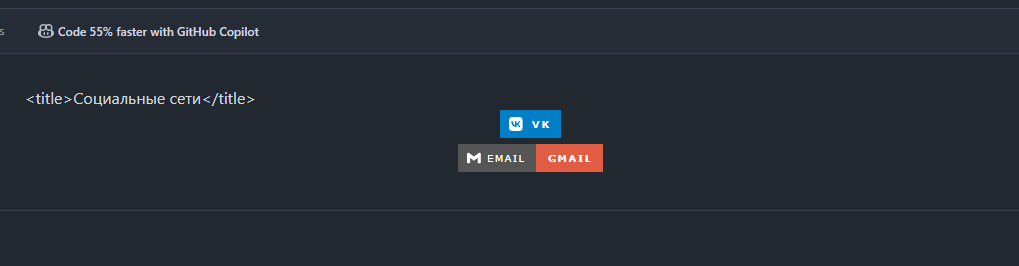 s
Code 55% faster with GitHub Copilot
<title>Социальные сети</title>
VK
EMAIL GMAIL